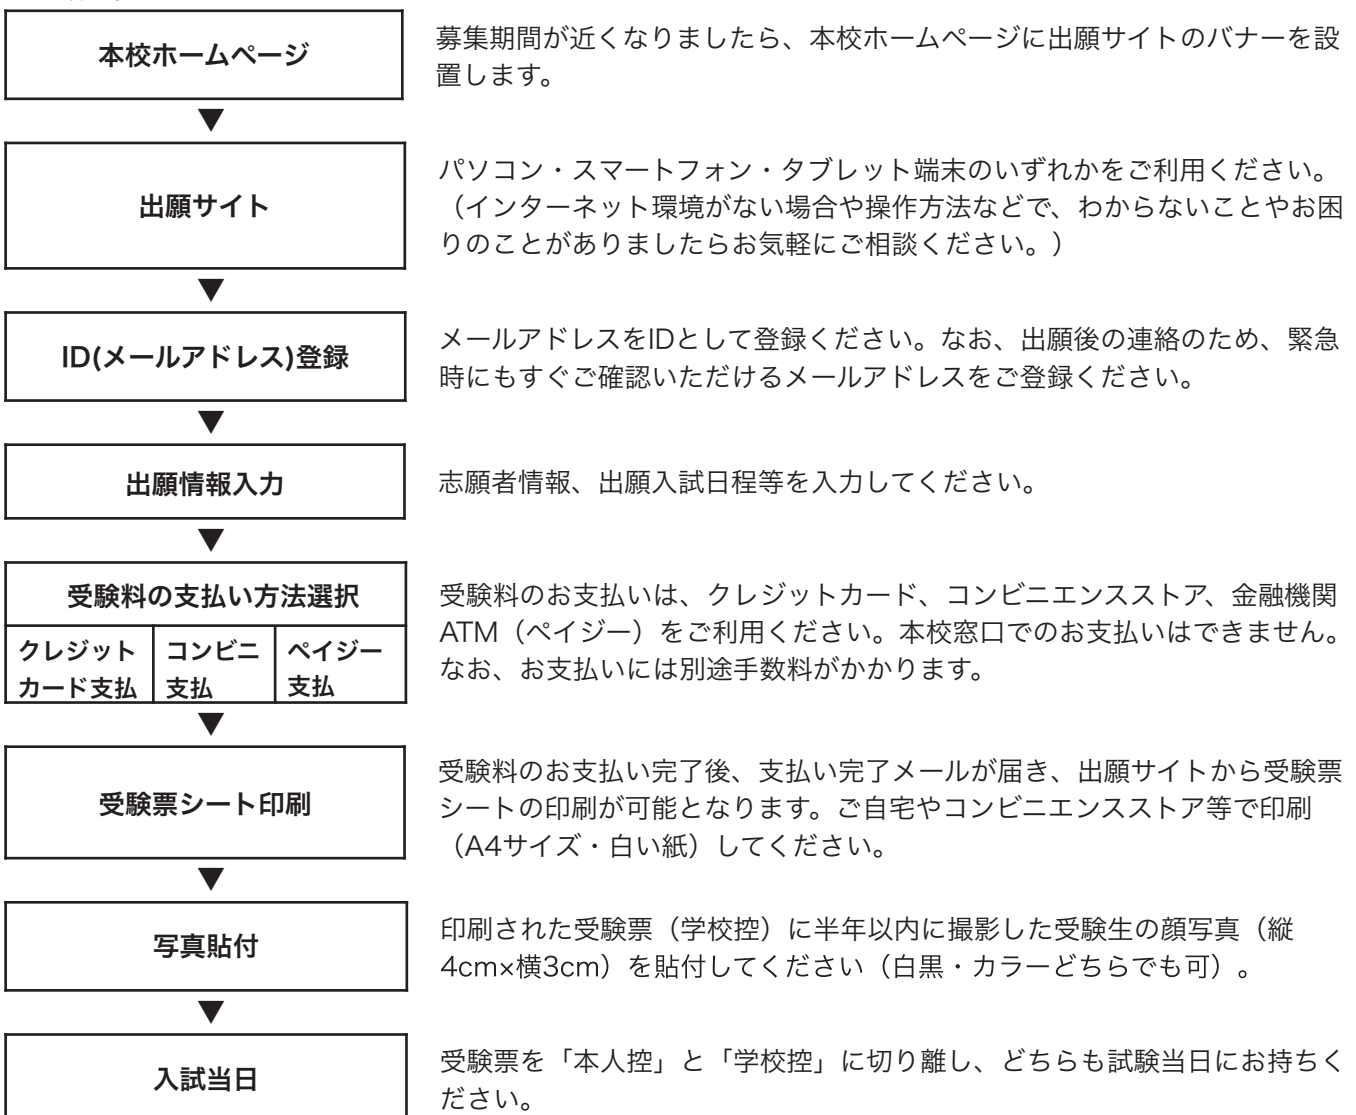 本校ホームページ
募集期間が近くなりましたら、本校ホームページに出願サイトのバナーを設
置します。
▼
出願サイト
パソコン・スマートフォン・タブレット端末のいずれかをご利用ください。
（インターネット環境がない場合や操作方法などで、わからないことやお困
りのことがありましたらお気軽にご相談ください。）
▼
ID(メールアドレス)登録
メールアドレスをIDとして登録ください。なお、出願後の連絡のため、緊急
時にもすぐご確認いただけるメールアドレスをご登録ください。
▼
出願情報入力
志願者情報、出願入試日程等を入力してください。
▼
受験料の支払い方法選択
クレジット
カード支払
コンビニ
支払
ペイジー
支払
受験料のお支払いは、クレジットカード、コンビニエンスストア、金融機関
ATM（ペイジー）をご利用ください。本校窓口でのお支払いはできません。
なお、お支払いには別途手数料がかかります。
▼
受験票シート印刷
受験料のお支払い完了後、支払い完了メールが届き、出願サイトから受験票
シートの印刷が可能となります。ご自宅やコンビニエンスストア等で印刷
（A4サイズ・白い紙）してください。
▼
写真貼付
印刷された受験票（学校控）に半年以内に撮影した受験生の顔写真（縦
4cm×横3cm）を貼付してください（白黒・カラーどちらでも可）。
▼
入試当日
受験票を「本人控」と「学校控」に切り離し、どちらも試験当日にお持ちく
ださい。